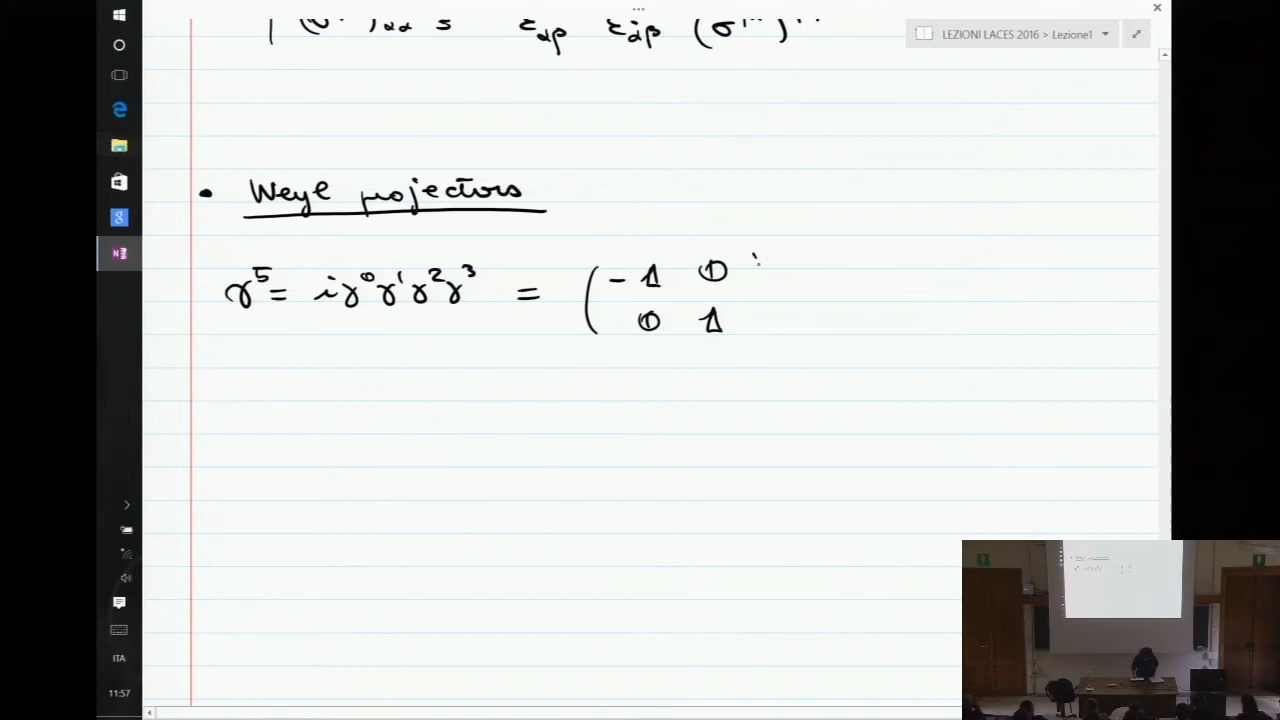 LEZIONI LACES 2016 > Lezione1
• Weyl projectors
γ⁵ = iγ⁰γ¹γ²γ³ = ( -𝟙 𝟘
𝟘 𝟙
ITA
11:57